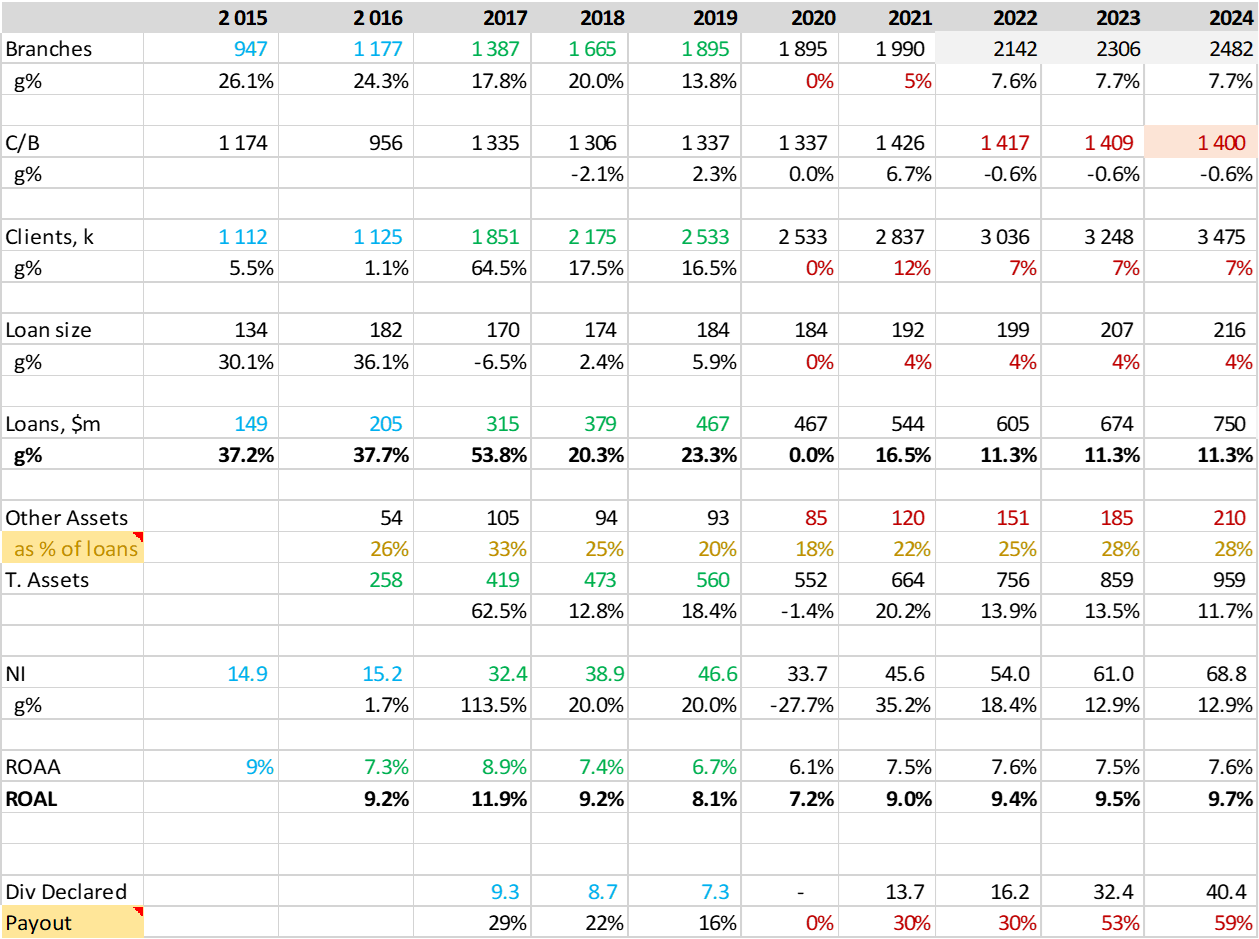 2 015 2 016 2017 2018 2019 2020 2021 2022 2023 2024
Branches 947 1 177 1 387 1 665 1 895 1 895 1 990 2142 2306 2482
g% 26.1% 24.3% 17.8% 20.0% 13.8% 0% 5% 7.6% 7.7% 7.7%
C/B 1 174 956 1 335 1 306 1 337 1 337 1 426 1 417 1 409 1 400
g% -2.1% 2.3% 0.0% 6.7% -0.6% -0.6% -0.6%
Clients, k 1 112 1 125 1 851 2 175 2 533 2 533 2 837 3 036 3 248 3 475
g% 5.5% 1.1% 64.5% 17.5% 16.5% 0% 12% 7% 7% 7%
Loan size 134 182 170 174 184 184 192 199 207 216
g% 30.1% 36.1% -6.5% 2.4% 5.9% 0% 4% 4% 4% 4%
Loans, $m 149 205 315 379 467 467 544 605 674 750
g% 37.2% 37.7% 53.8% 20.3% 23.3% 0.0% 16.5% 11.3% 11.3% 11.3%
Other Assets 54 105 94 93 85 120 151 185 210
as % of loans 26% 33% 25% 20% 18% 22% 25% 28% 28%
T. Assets 258 419 473 560 552 664 756 859 959
62.5% 12.8% 18.4% -1.4% 20.2% 13.9% 13.5% 11.7%
NI 14.9 15.2 32.4 38.9 46.6 33.7 45.6 54.0 61.0 68.8
g% 1.7% 113.5% 20.0% 20.0% -27.7% 35.2% 18.4% 12.9% 12.9%
ROAA 9% 7.3% 8.9% 7.4% 6.7% 6.1% 7.5% 7.6% 7.5% 7.6%
ROAL 9.2% 11.9% 9.2% 8.1% 7.2% 9.0% 9.4% 9.5% 9.7%
Div Declared 9.3 8.7 7.3 - 13.7 16.2 32.4 40.4
Payout 29% 22% 16% 0% 30% 30% 53% 59%